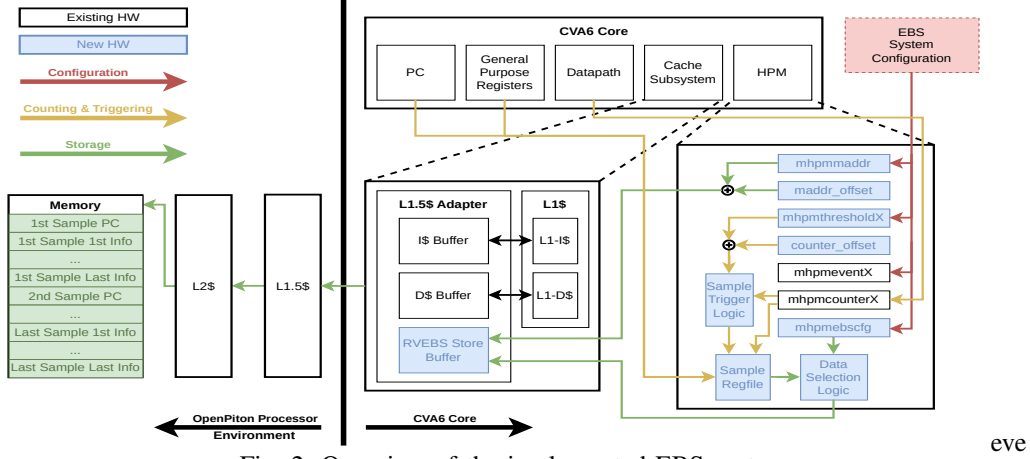 Existing HW
New HW
Configuration
Counting & Triggering
Storage
CVA6 Core
PC
General
Purpose
Registers
Datapath
Cache
Subsystem
HPM
EBS
System
Configuration
Memory
1st Sample PC
1st Sample 1st Info
...
1st Sample Last Info
2nd Sample PC
...
Last Sample 1st Info
...
Last Sample Last Info
L2$
L1.5$
L1.5$ Adapter
I$ Buffer
D$ Buffer
RVEBS Store
Buffer
L1$
L1-I$
L1-D$
mhpmmaddr
maddr_offset
mhpmthresholdX
counter_offset
mhpmeventX
mhpmcounterX
mhpmebscfg
Sample
Trigger
Logic
Sample
Regfile
Data
Selection
Logic
OpenPiton Processor
Environment
CVA6 Core
eve